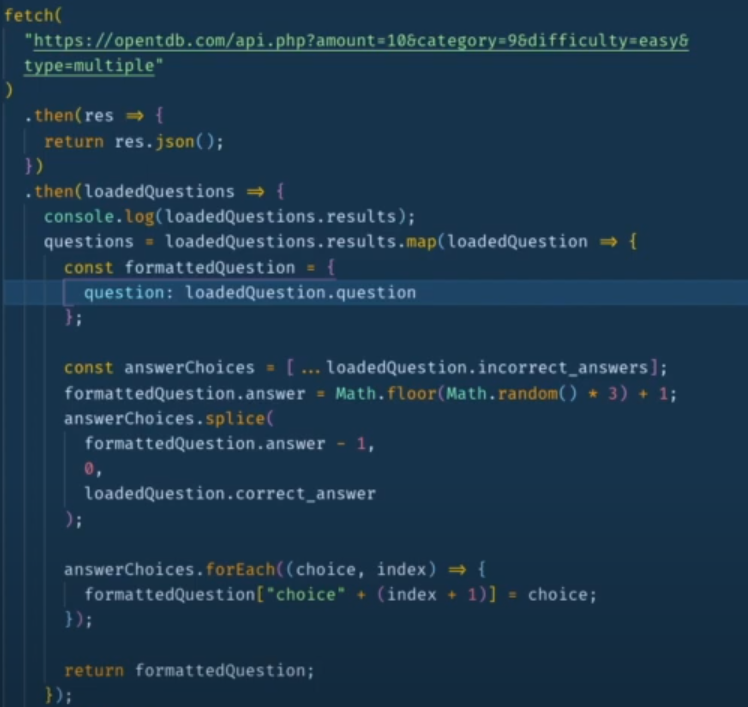 fetch(
"https://opentdb.com/api.php?amount=10&category=9&difficulty=easy&
type=multiple"
)
.then(res => {
return res.json();
})
.then(loadedQuestions => {
console.log(loadedQuestions.results);
questions = loadedQuestions.results.map(loadedQuestion => {
const formattedQuestion = {
question: loadedQuestion.question
};
const answerChoices = [...loadedQuestion.incorrect_answers];
formattedQuestion.answer = Math.floor(Math.random() * 3) + 1;
answerChoices.splice(
formattedQuestion.answer - 1,
0,
loadedQuestion.correct_answer
);
answerChoices.forEach((choice, index) => {
formattedQuestion["choice" + (index + 1)] = choice;
});
return formattedQuestion;
});